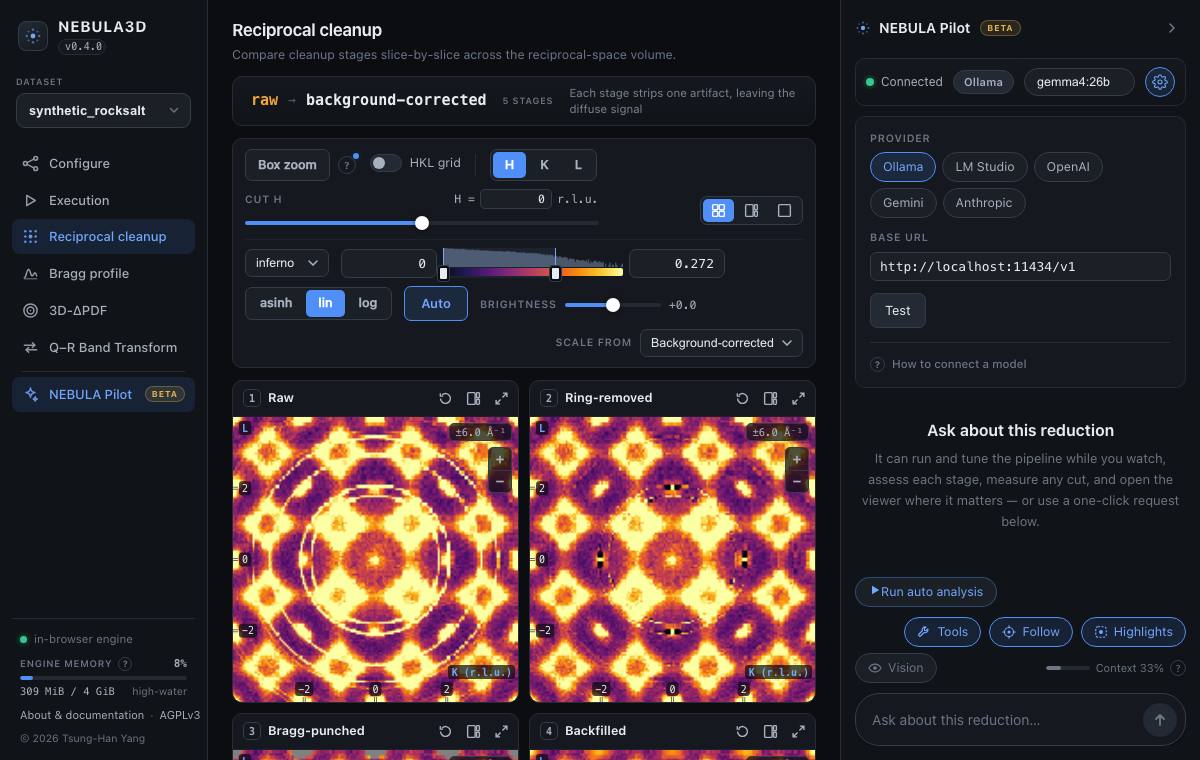 NEBULA3D
v0.4.0
DATASET
synthetic_rocksalt
Configure
Execution
Reciprocal cleanup
Bragg profile
3D-ΔPDF
Q–R Band Transform
NEBULA Pilot BETA
in-browser engine
ENGINE MEMORY ? 8%
309 MiB / 4 GiB high-water
About & documentation · AGPLv3
© 2026 Tsung-Han Yang
Reciprocal cleanup
Compare cleanup stages slice-by-slice across the reciprocal-space volume.
raw → background-corrected 5 STAGES Each stage strips one artifact, leaving the
diffuse signal
Box zoom ? HKL grid H K L
CUT H H = 0 r.l.u.
inferno 0 0.272
asinh lin log Auto BRIGHTNESS +0.0
SCALE FROM Background-corrected
1 Raw
L ±6.0 Å⁻¹
+
−
2
0
−2
K (r.l.u.)
−2 0 2
2 Ring-removed
L ±6.0 Å⁻¹
+
−
2
0
−2
K (r.l.u.)
−2 0 2
3 Bragg-punched
4 Backfilled
NEBULA Pilot BETA
Connected Ollama gemma4:26b
PROVIDER
Ollama LM Studio OpenAI
Gemini Anthropic
BASE URL
http://localhost:11434/v1
Test
? How to connect a model
Ask about this reduction
It can run and tune the pipeline while you watch,
assess each stage, measure any cut, and open the
viewer where it matters — or use a one-click request
below.
Run auto analysis
Tools Follow Highlights
Vision Context 33% ?
Ask about this reduction...